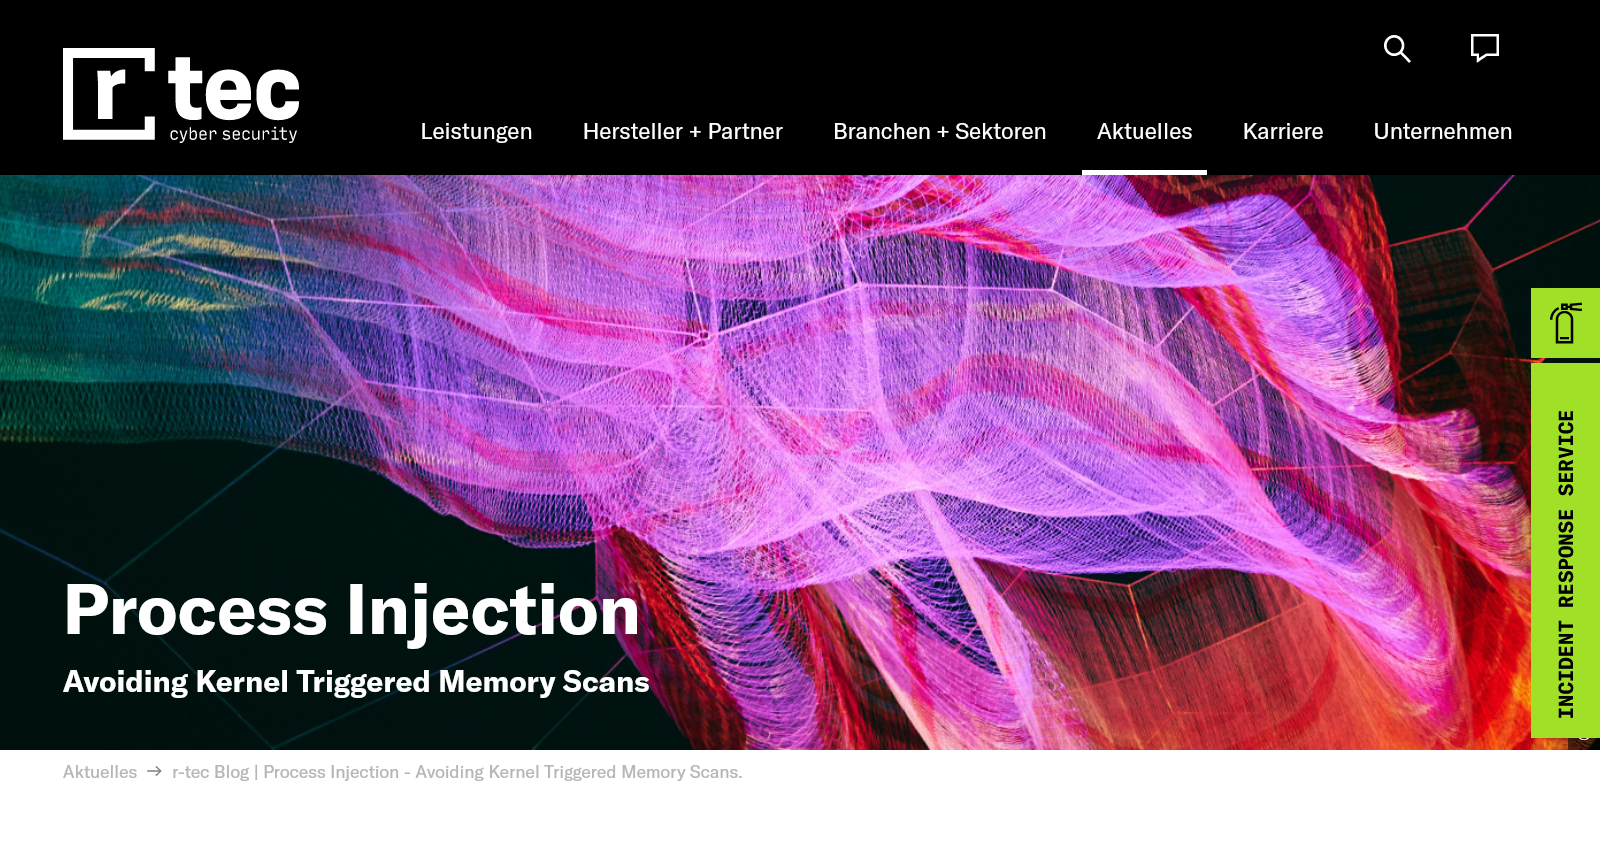 r tec
cyber security
Leistungen
Hersteller + Partner
Branchen + Sektoren
Aktuelles
Karriere
Unternehmen
INCIDENT RESPONSE SERVICE
Process Injection
Avoiding Kernel Triggered Memory Scans
Aktuelles → r-tec Blog | Process Injection - Avoiding Kernel Triggered Memory Scans.